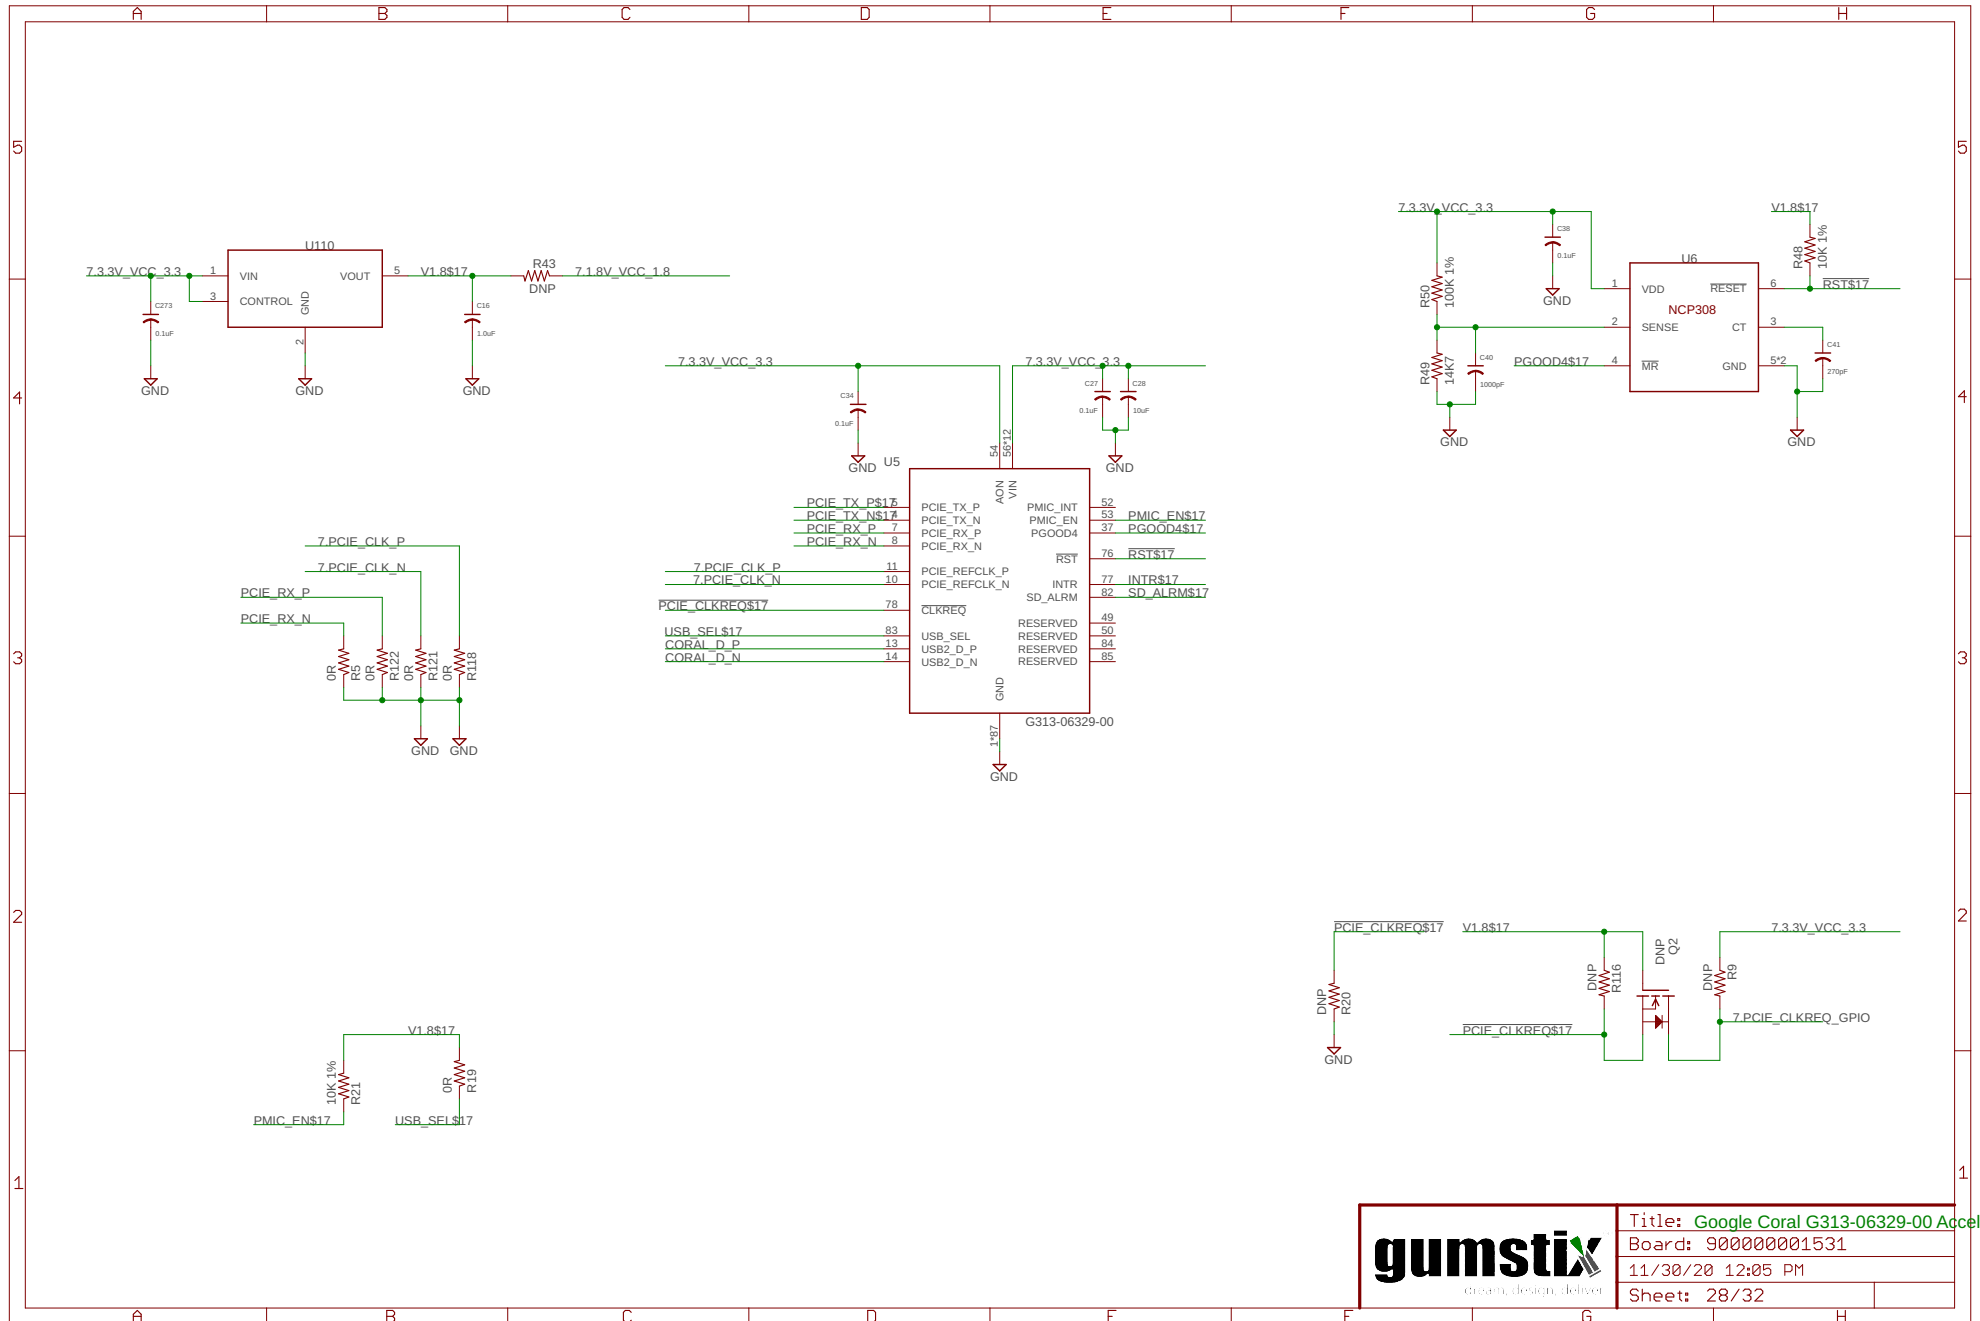 A B C D E F G H
5 5
4 4
3 3
2 2
1 1
U110
7.3.3V_VCC_3.3 1 VIN VOUT 5 V1.8$17 R43 7.1.8V_VCC_1.8
DNP
3 CONTROL GND
2
C273
0.1uF
GND
GND
C16
1.0uF
GND
7.3.3V_VCC_3.3
C38
0.1uF
GND
V1.8$17
R48
10K 1%
R50
100K 1%
U6
NCP308
1 VDD RESET 6 RST$17
2 SENSE CT 3
PGOOD4$17 4 MR GND 5*2
R49
14K7
C40
1000pF
GND
C41
270pF
GND
7.3.3V_VCC_3.3
C34
0.1uF
GND
7.3.3V_VCC_3.3
C27
0.1uF
C28
10uF
GND
U5
54
56*12
AON
VIN
PCIE_TX_P$17 5 PCIE_TX_P PMIC_INT 52
PCIE_TX_N$17 4 PCIE_TX_N PMIC_EN 53 PMIC_EN$17
PCIE_RX_P 7 PCIE_RX_P PGOOD4 37 PGOOD4$17
PCIE_RX_N 8 PCIE_RX_N
RST 76 RST$17
7.PCIE_CLK_P 11 PCIE_REFCLK_P
7.PCIE_CLK_N 10 PCIE_REFCLK_N INTR 77 INTR$17
SD_ALRM 82 SD_ALRM$17
PCIE_CLKREQ$17 78 CLKREQ
RESERVED 49
USB_SEL$17 83 USB_SEL RESERVED 50
CORAL_D_P 13 USB2_D_P RESERVED 84
CORAL_D_N 14 USB2_D_N RESERVED 85
GND
1*87
G313-06329-00
GND
7.PCIE_CLK_P
7.PCIE_CLK_N
PCIE_RX_P
PCIE_RX_N
0R
R5
0R
R122
0R
R121
0R
R118
GND GND
PCIE_CLKREQ$17
DNP
R20
GND
V1.8$17
DNP
R116
DNP
Q2
PCIE_CLKREQ$17
7.3.3V_VCC_3.3
DNP
R9
7.PCIE_CLKREQ_GPIO
V1.8$17
10K 1%
R21
0R
R19
PMIC_EN$17
USB_SEL$17
gumstix
dream, design, deliver
Title: Google Coral G313-06329-00 Accel
Board: 900000001531
11/30/20 12:05 PM
Sheet: 28/32
A B C D E F G H